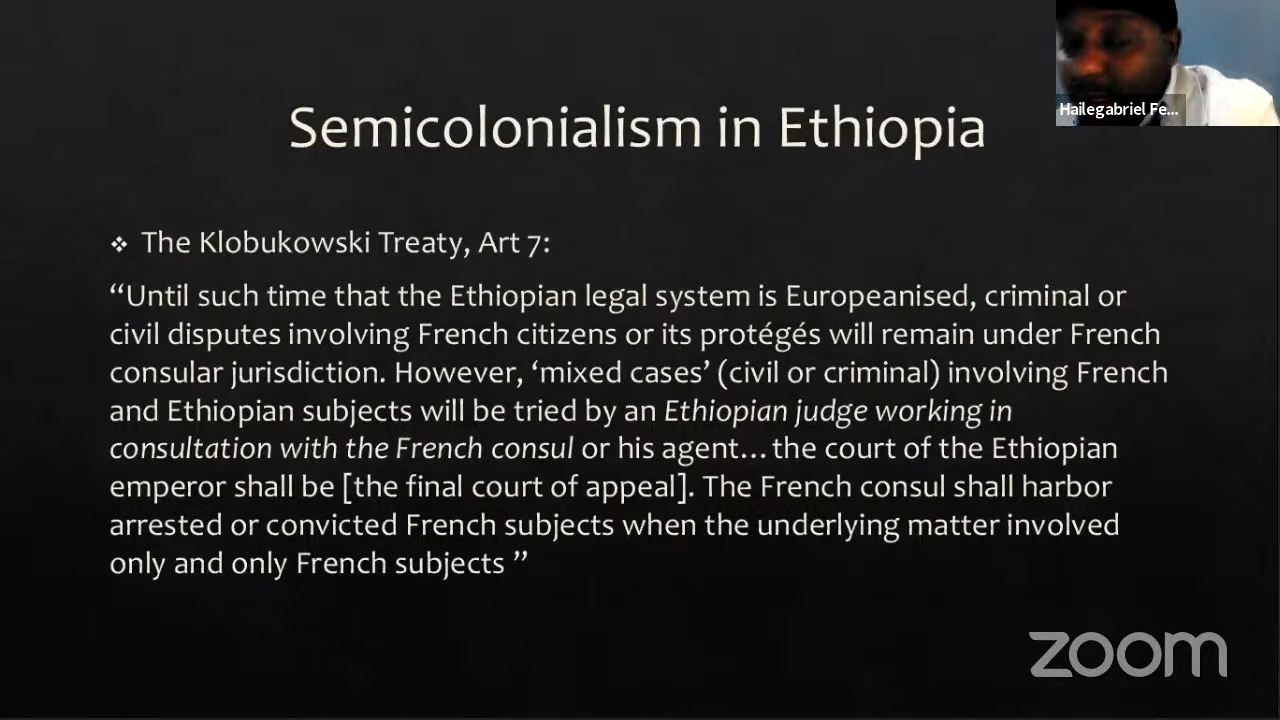 Hailegabriel Fe...
Semicolonialism in Ethiopia
❖ The Klobukowski Treaty, Art 7:
“Until such time that the Ethiopian legal system is Europeanised, criminal or
civil disputes involving French citizens or its protégés will remain under French
consular jurisdiction. However, ‘mixed cases’ (civil or criminal) involving French
and Ethiopian subjects will be tried by an Ethiopian judge working in
consultation with the French consul or his agent…the court of the Ethiopian
emperor shall be [the final court of appeal]. The French consul shall harbor
arrested or convicted French subjects when the underlying matter involved
only and only French subjects ”
zoom